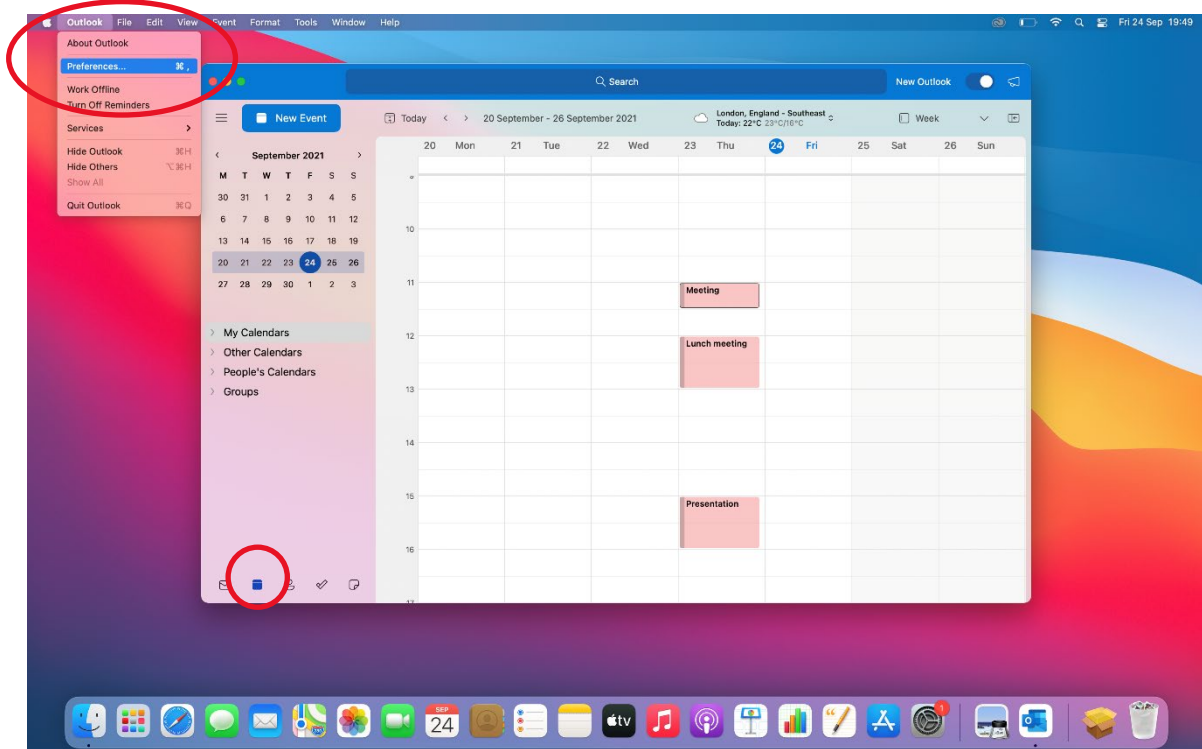 Outlook File Edit View Event Format Tools Window Help Fri 24 Sep 19:49
About Outlook
Preferences... ⌘ ,
Work Offline
Turn Off Reminders
Services >
Hide Outlook ⌘H
Hide Others ⌥⌘H
Show All
Quit Outlook ⌘Q
Search
New Outlook
New Event
Today < > 20 September - 26 September 2021
London, England - Southeast
Today: 22°C 23°C/16°C
Week
< September 2021 >
M T W T F S S
30 31 1 2 3 4 5
6 7 8 9 10 11 12
13 14 15 16 17 18 19
20 21 22 23 24 25 26
27 28 29 30 1 2 3
My Calendars
Other Calendars
People's Calendars
Groups
20 Mon 21 Tue 22 Wed 23 Thu 24 Fri 25 Sat 26 Sun
10
11
Meeting
12
Lunch meeting
13
14
15
Presentation
16
17
SEP
24
tv
1